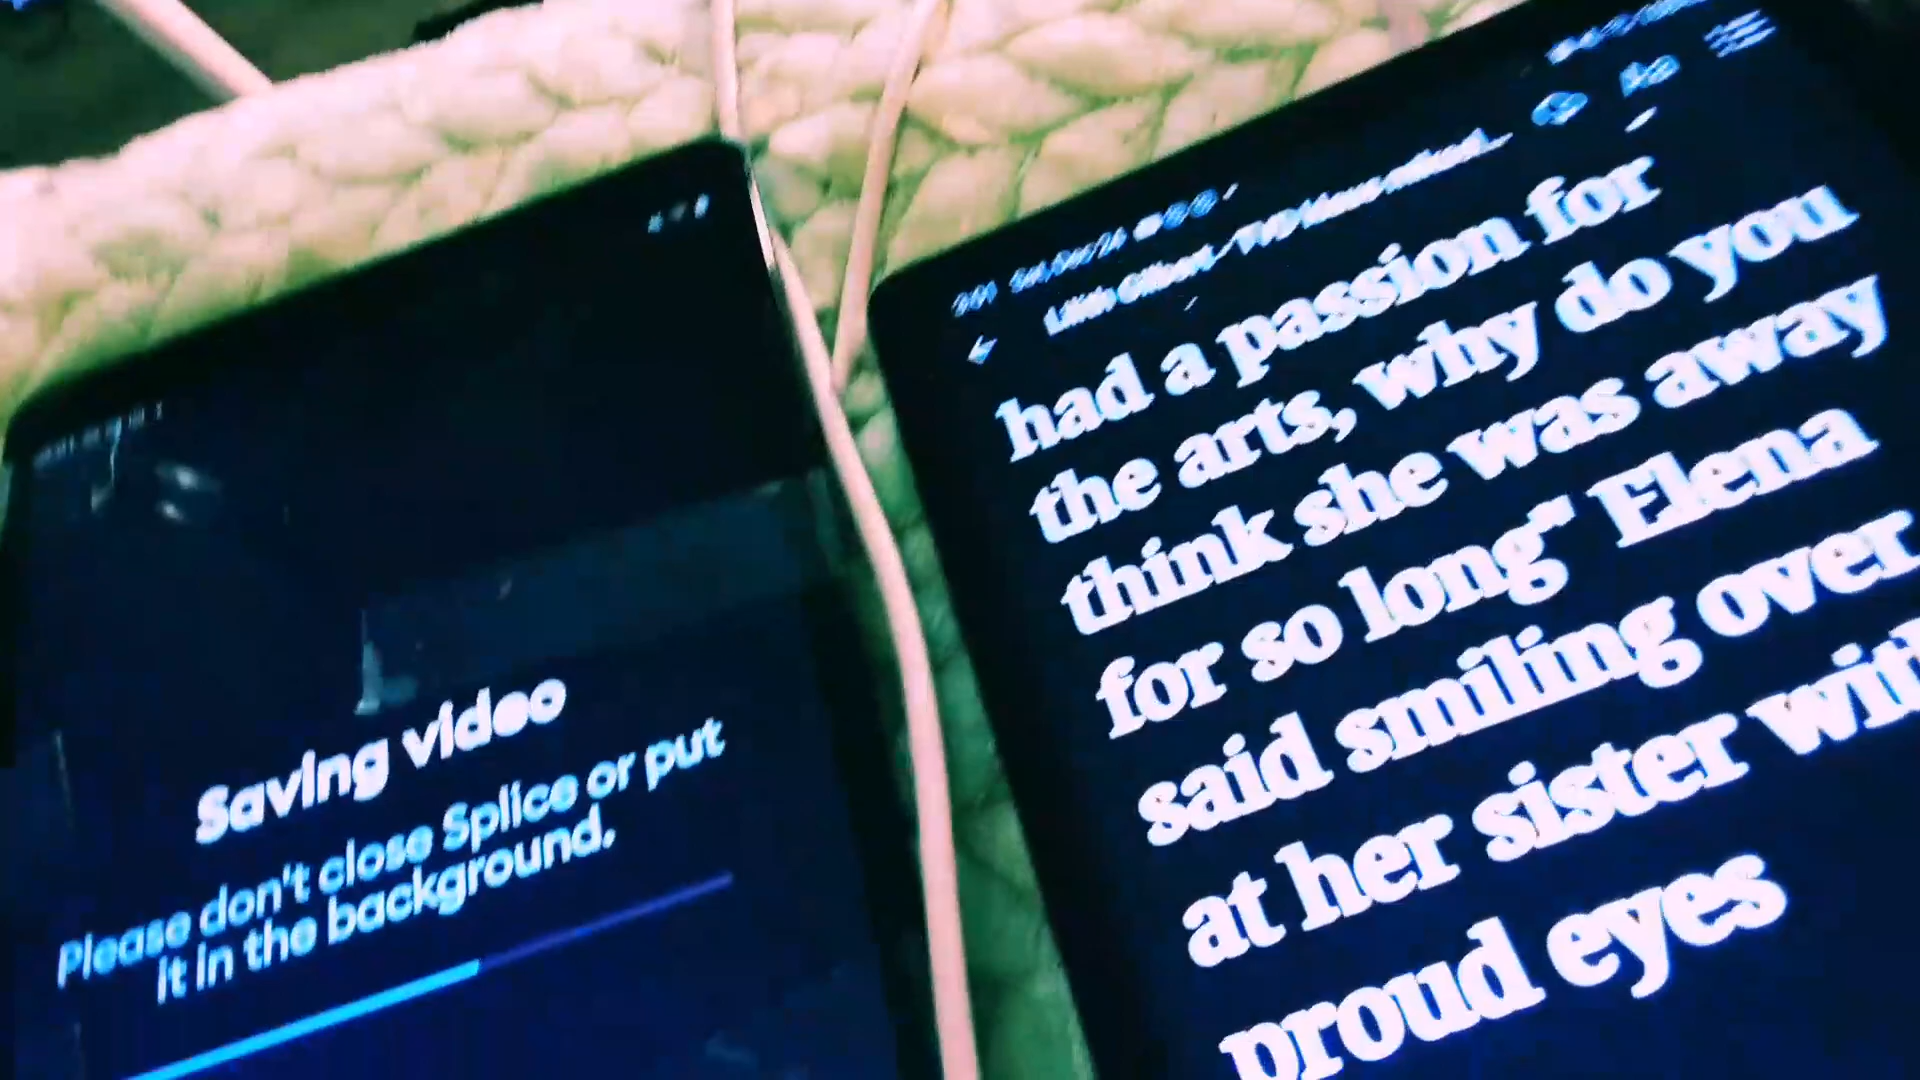 Saving video
Please don't close Splice or put
it in the background.
had a passion for
the arts, why do you
think she was away
for so long" Elena
said smiling over
at her sister with
proud eyes